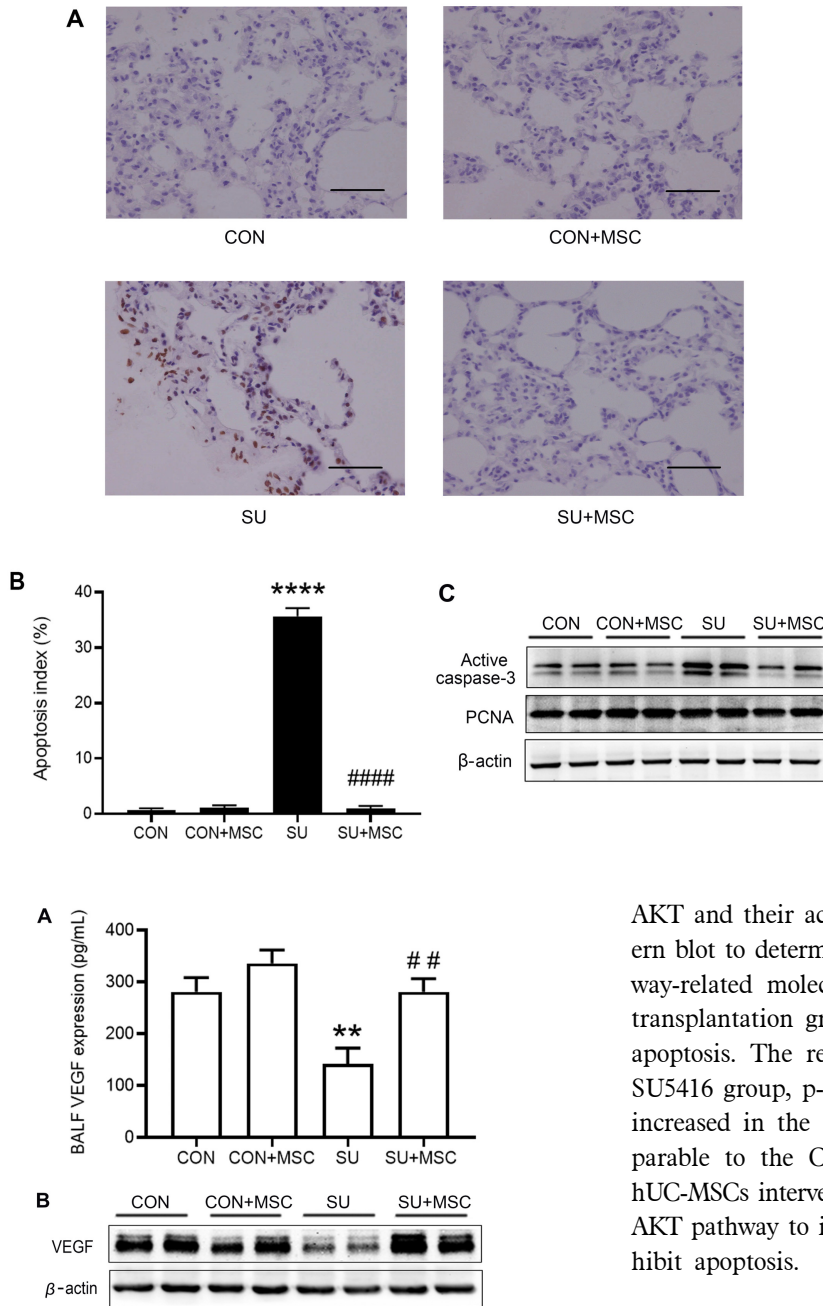 A
CON
CON+MSC
SU
SU+MSC
B
Apoptosis index (%)
40
30
20
10
0
****
####
CON
CON+MSC
SU
SU+MSC
C
CON
CON+MSC
SU
SU+MSC
Active
caspase-3
PCNA
β-actin
A
BALF VEGF expression (pg/mL)
400
300
200
100
0
**
# #
CON
CON+MSC
SU
SU+MSC
B
CON
CON+MSC
SU
SU+MSC
VEGF
β-actin
AKT and their ac
ern blot to determ
way-related molec
transplantation gr
apoptosis. The re
SU5416 group, p-
increased in the
parable to the C
hUC-MSCs interve
AKT pathway to i
hibit apoptosis.